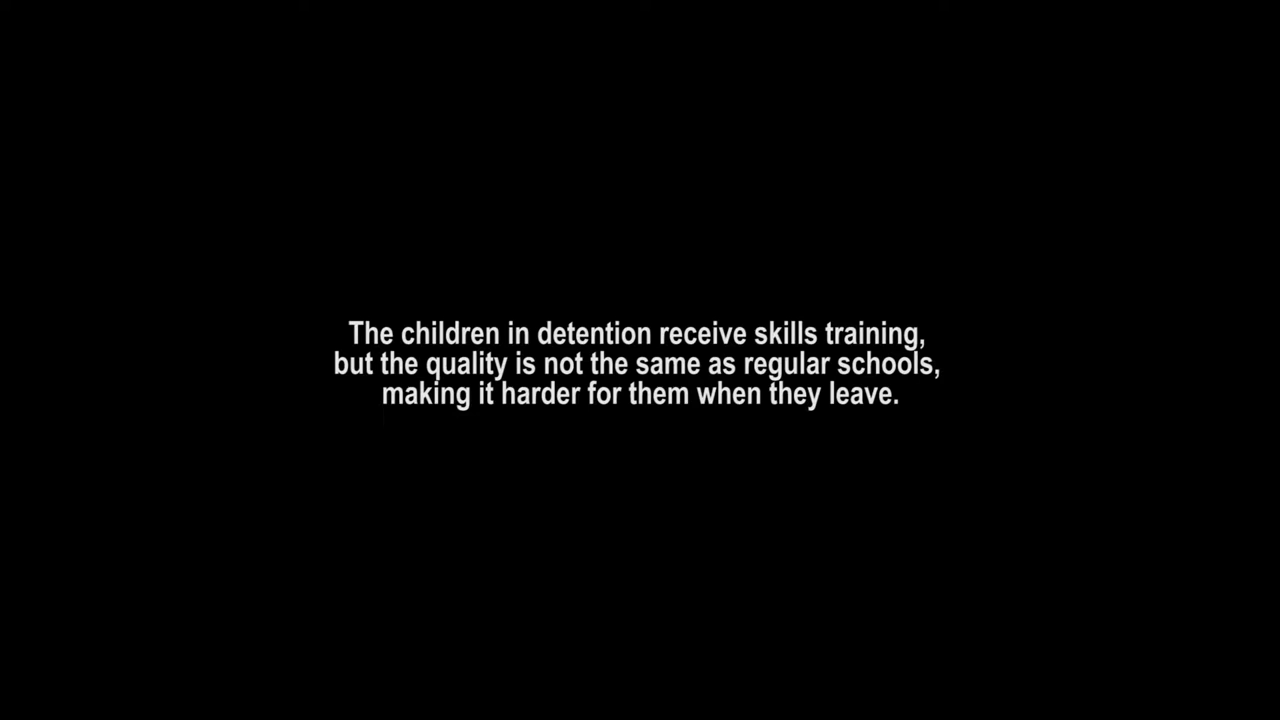 The children in detention receive skills training,
but the quality is not the same as regular schools,
making it harder for them when they leave.